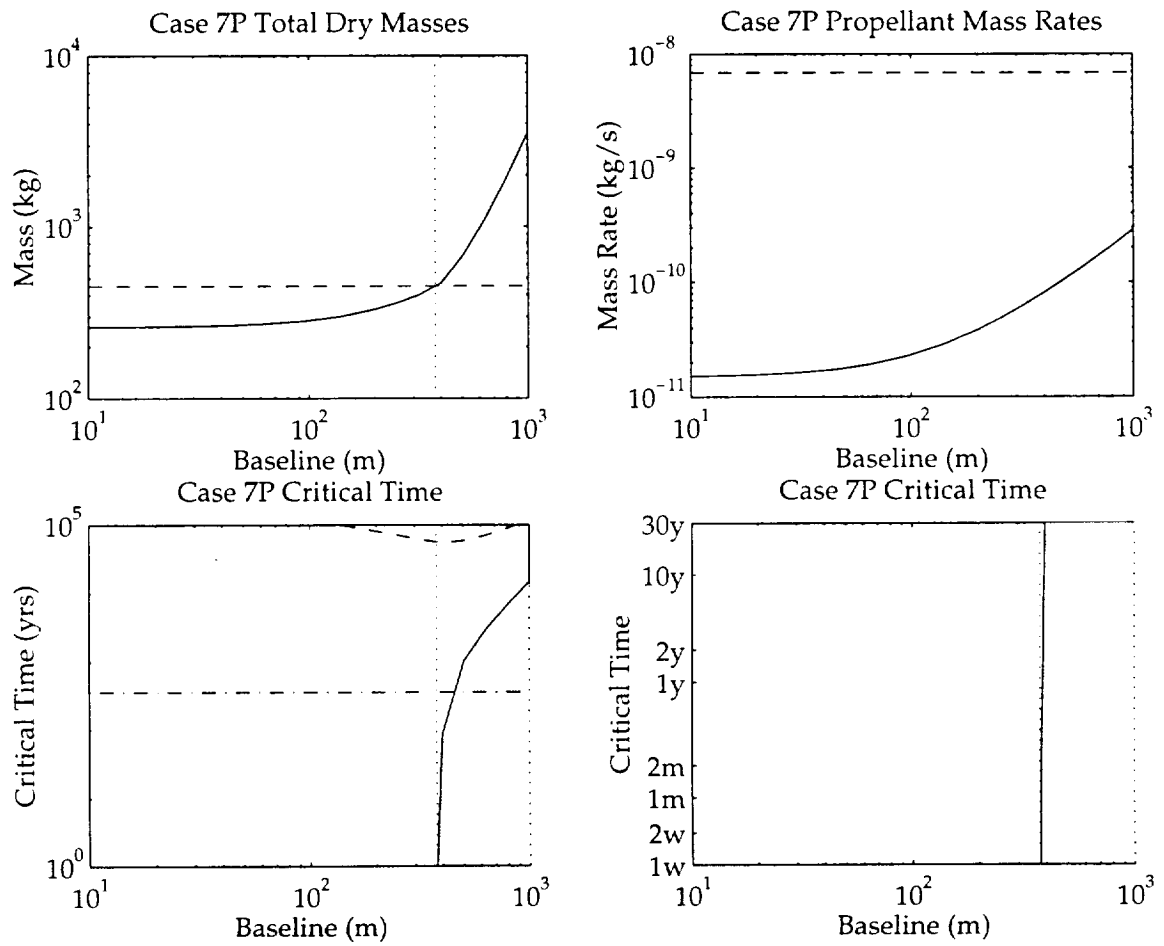 Case 7P Total Dry Masses
10^4
10^3
10^2
Mass (kg)
10^1
10^2
10^3
Baseline (m)
Case 7P Propellant Mass Rates
10^-8
10^-9
10^-10
10^-11
Mass Rate (kg/s)
10^1
10^2
10^3
Baseline (m)
Case 7P Critical Time
10^5
10^0
Critical Time (yrs)
10^1
10^2
10^3
Baseline (m)
Case 7P Critical Time
30y
10y
2y
1y
2m
1m
2w
1w
Critical Time
10^1
10^2
10^3
Baseline (m)